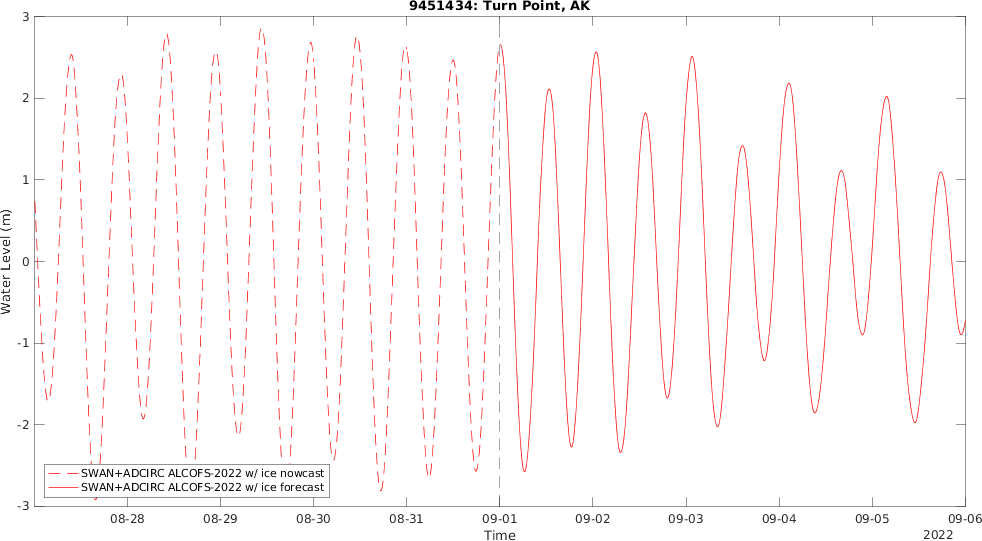 9451434: Turn Point, AK
3
2
1
0
-1
-2
-3
Water Level (m)
SWAN+ADCIRC ALCOFS-2022 w/ ice nowcast
SWAN+ADCIRC ALCOFS-2022 w/ ice forecast
08-28 08-29 08-30 08-31 09-01 09-02 09-03 09-04 09-05 09-06
Time
2022